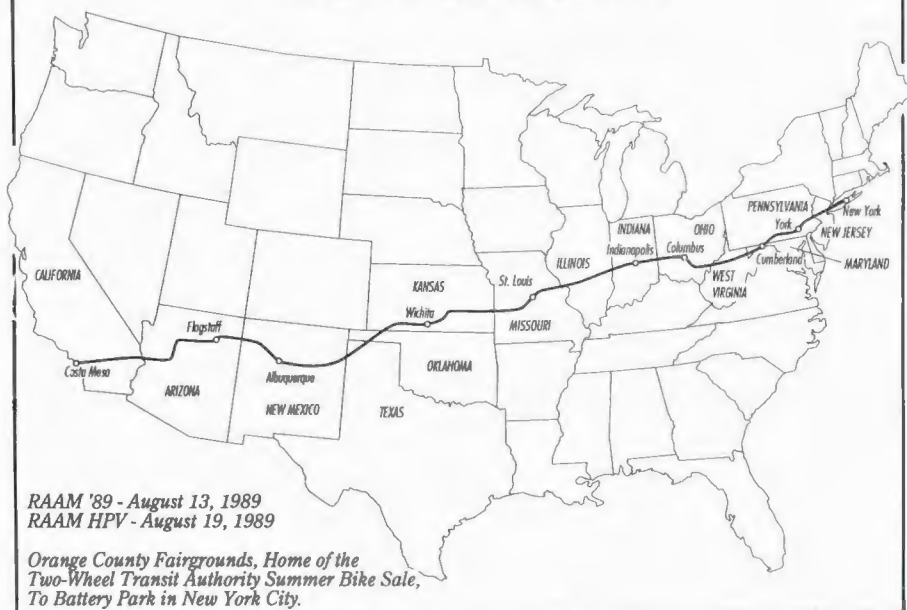 PENNSYLVANIA
York
New York
NEW JERSEY
MARYLAND
INDIANA
OHIO
Indianapolis
Columbus
Cumberland
WEST
VIRGINIA
ILLINOIS
St. Louis
MISSOURI
KANSAS
Wichita
CALIFORNIA
Flagstaff
Costa Mesa
ARIZONA
Albuquerque
NEW MEXICO
TEXAS
OKLAHOMA
RAAM '89 - August 13, 1989
RAAM HPV - August 19, 1989
Orange County Fairgrounds, Home of the
Two-Wheel Transit Authority Summer Bike Sale,
To Battery Park in New York City.